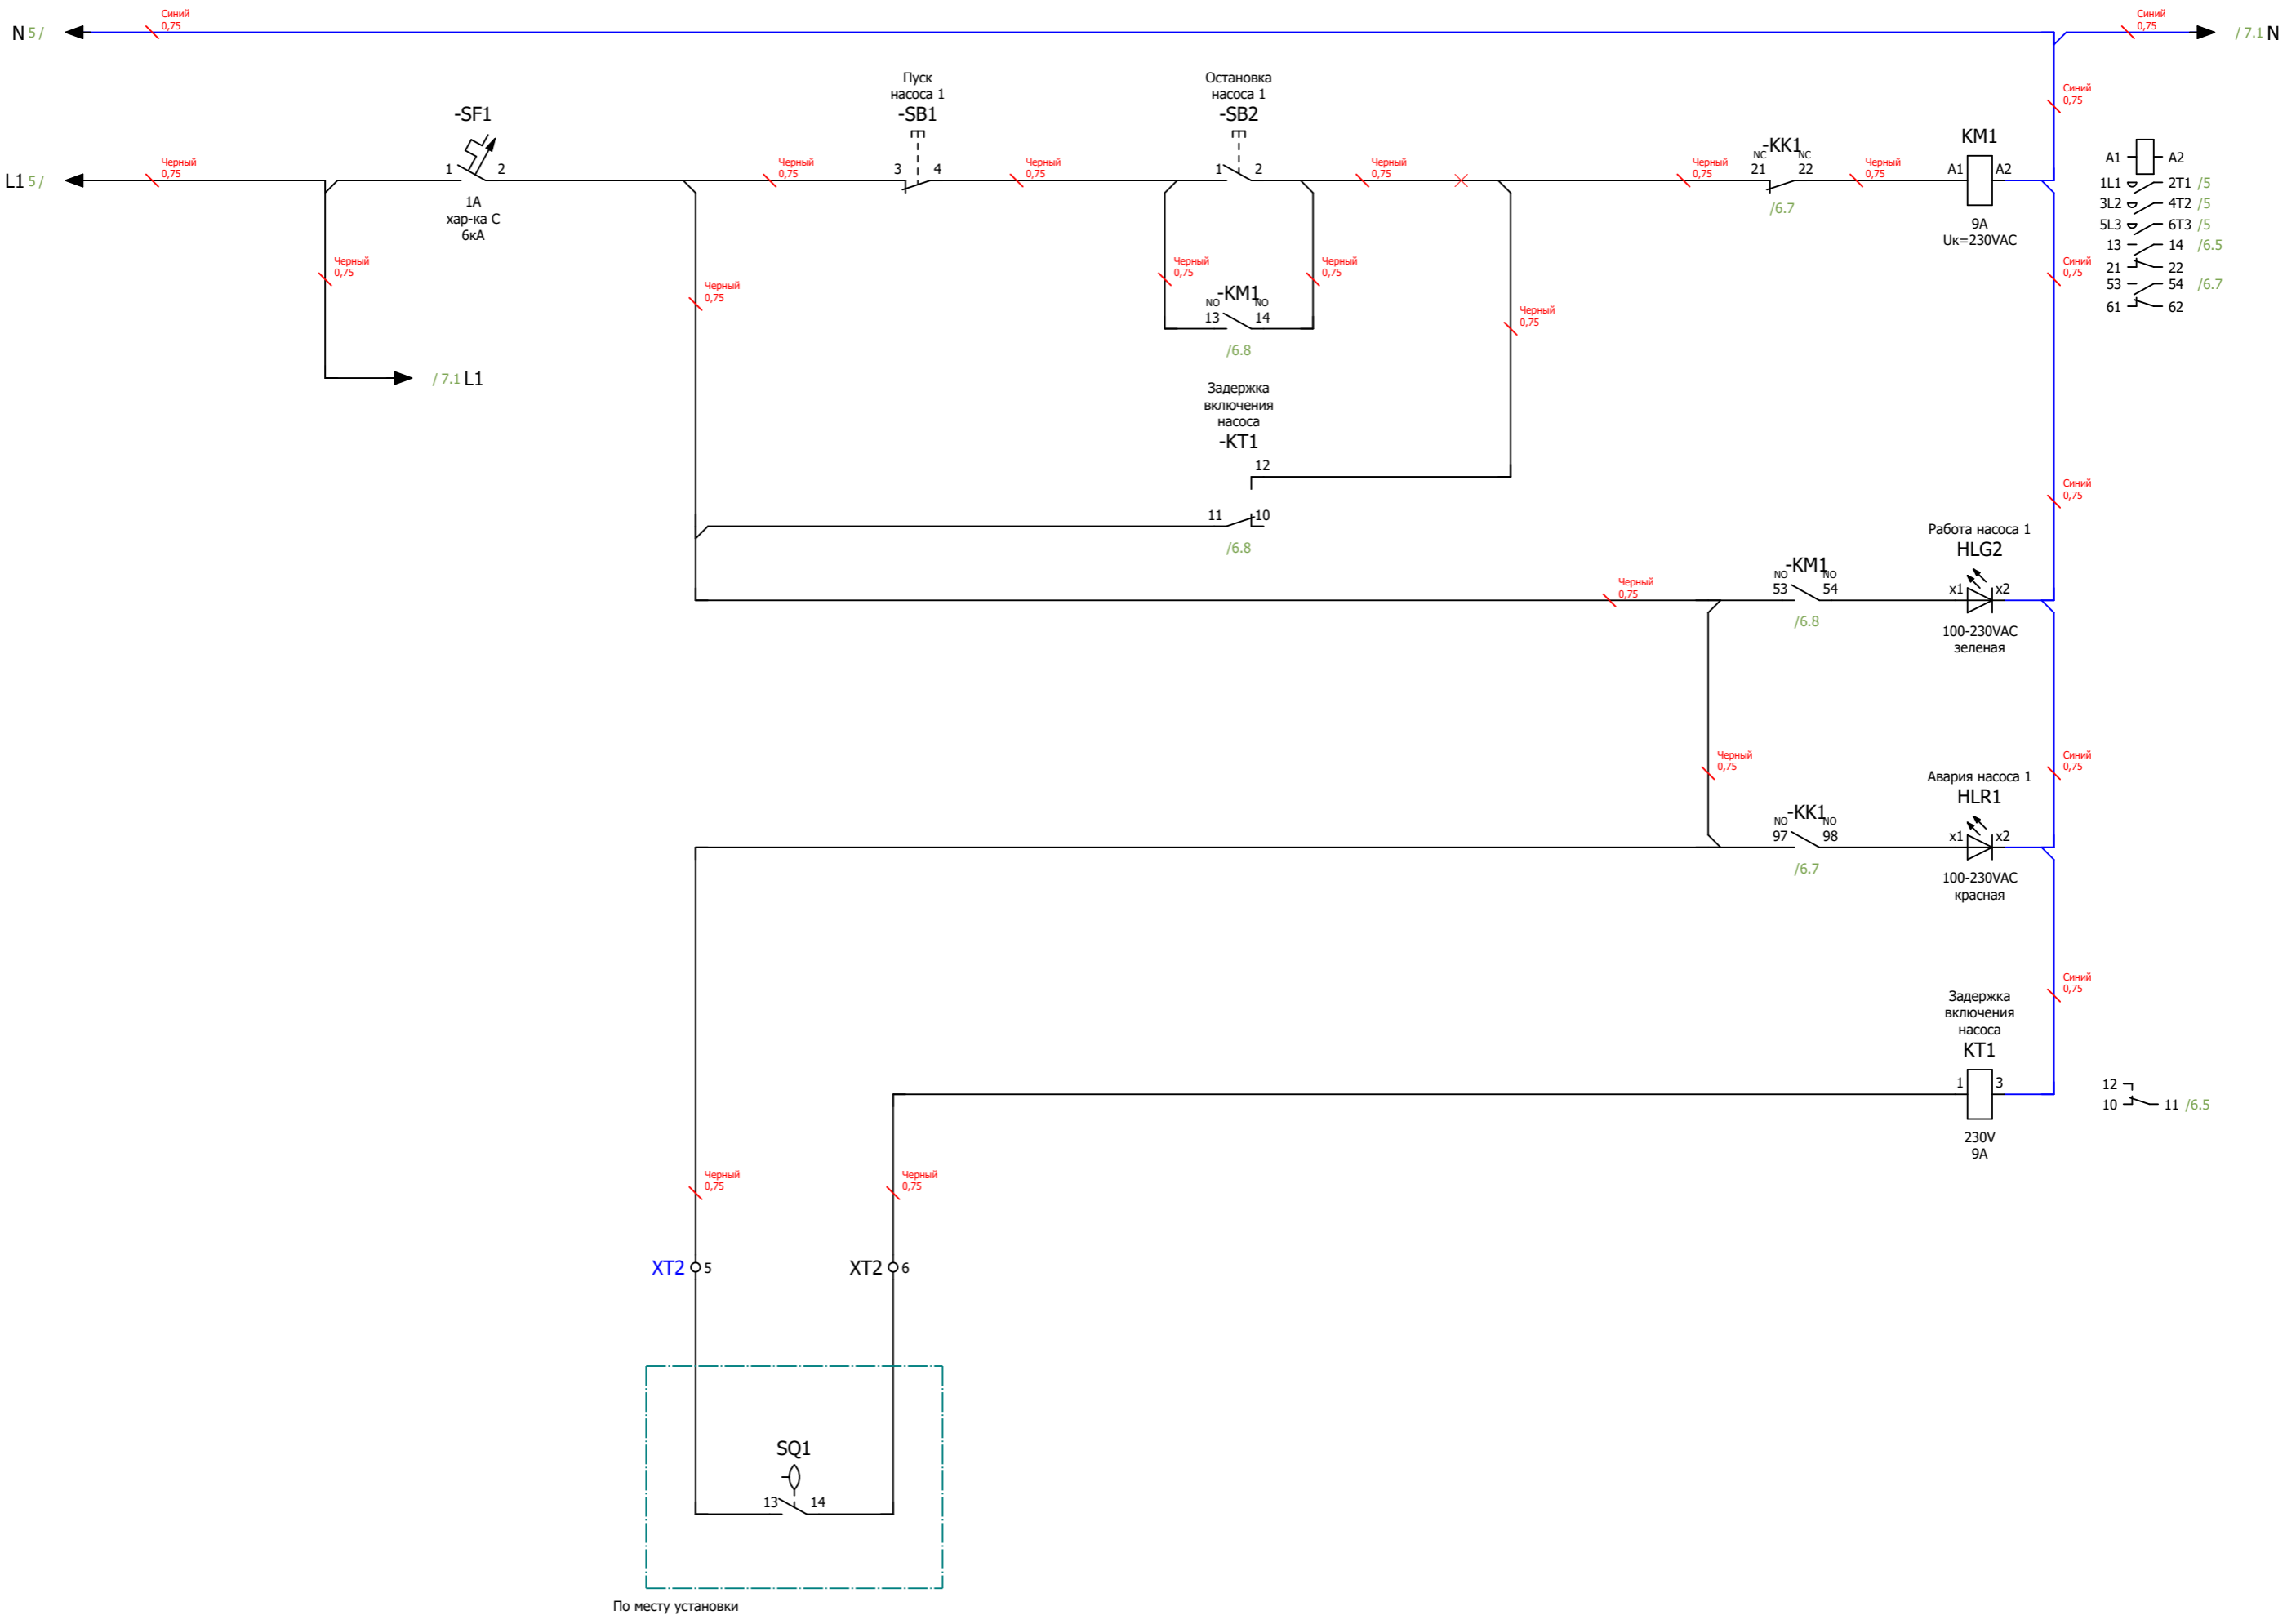 N 5 /
Синий
0,75
Синий
0,75
/ 7.1 N
Синий
0,75
L1 5 /
Черный
0,75
-SF1
1 2
1А
хар-ка С
6кА
Черный
0,75
/ 7.1 L1
Черный
0,75
Пуск
насоса 1
-SB1
3 4
Черный
0,75
Остановка
насоса 1
-SB2
1 2
Черный
0,75
Черный
0,75
-KK1
NC NC
21 22
/6.7
Черный
0,75
KM1
A1 A2
9А
Uк=230VAC
A1 A2
1L1 2T1 /5
3L2 4T2 /5
5L3 6T3 /5
13 14 /6.5
21 22
53 54 /6.7
61 62
Черный
0,75
Черный
0,75
-KM1
NO NO
13 14
/6.8
Черный
0,75
Черный
0,75
Синий
0,75
Задержка
включения
насоса
-KT1
12
11 10
/6.8
Синий
0,75
Черный
0,75
-KM1
NO NO
53 54
/6.8
Работа насоса 1
HLG2
x1 x2
100-230VAC
зеленая
Черный
0,75
Синий
0,75
-KK1
NO NO
97 98
/6.7
Авария насоса 1
HLR1
x1 x2
100-230VAC
красная
Синий
0,75
Задержка
включения
насоса
KT1
1 3
230V
9А
12
10 11 /6.5
Черный
0,75
Черный
0,75
XT2 5
XT2 6
SQ1
13 14
По месту установки